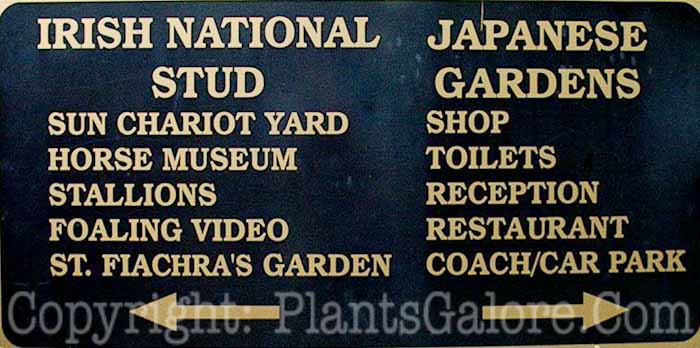 IRISH NATIONAL
STUD
SUN CHARIOT YARD
HORSE MUSEUM
STALLIONS
FOALING VIDEO
ST. FIACHRA'S GARDEN
JAPANESE
GARDENS
SHOP
TOILETS
RECEPTION
RESTAURANT
COACH/CAR PARK
Copyright: PlantsGalore.Com